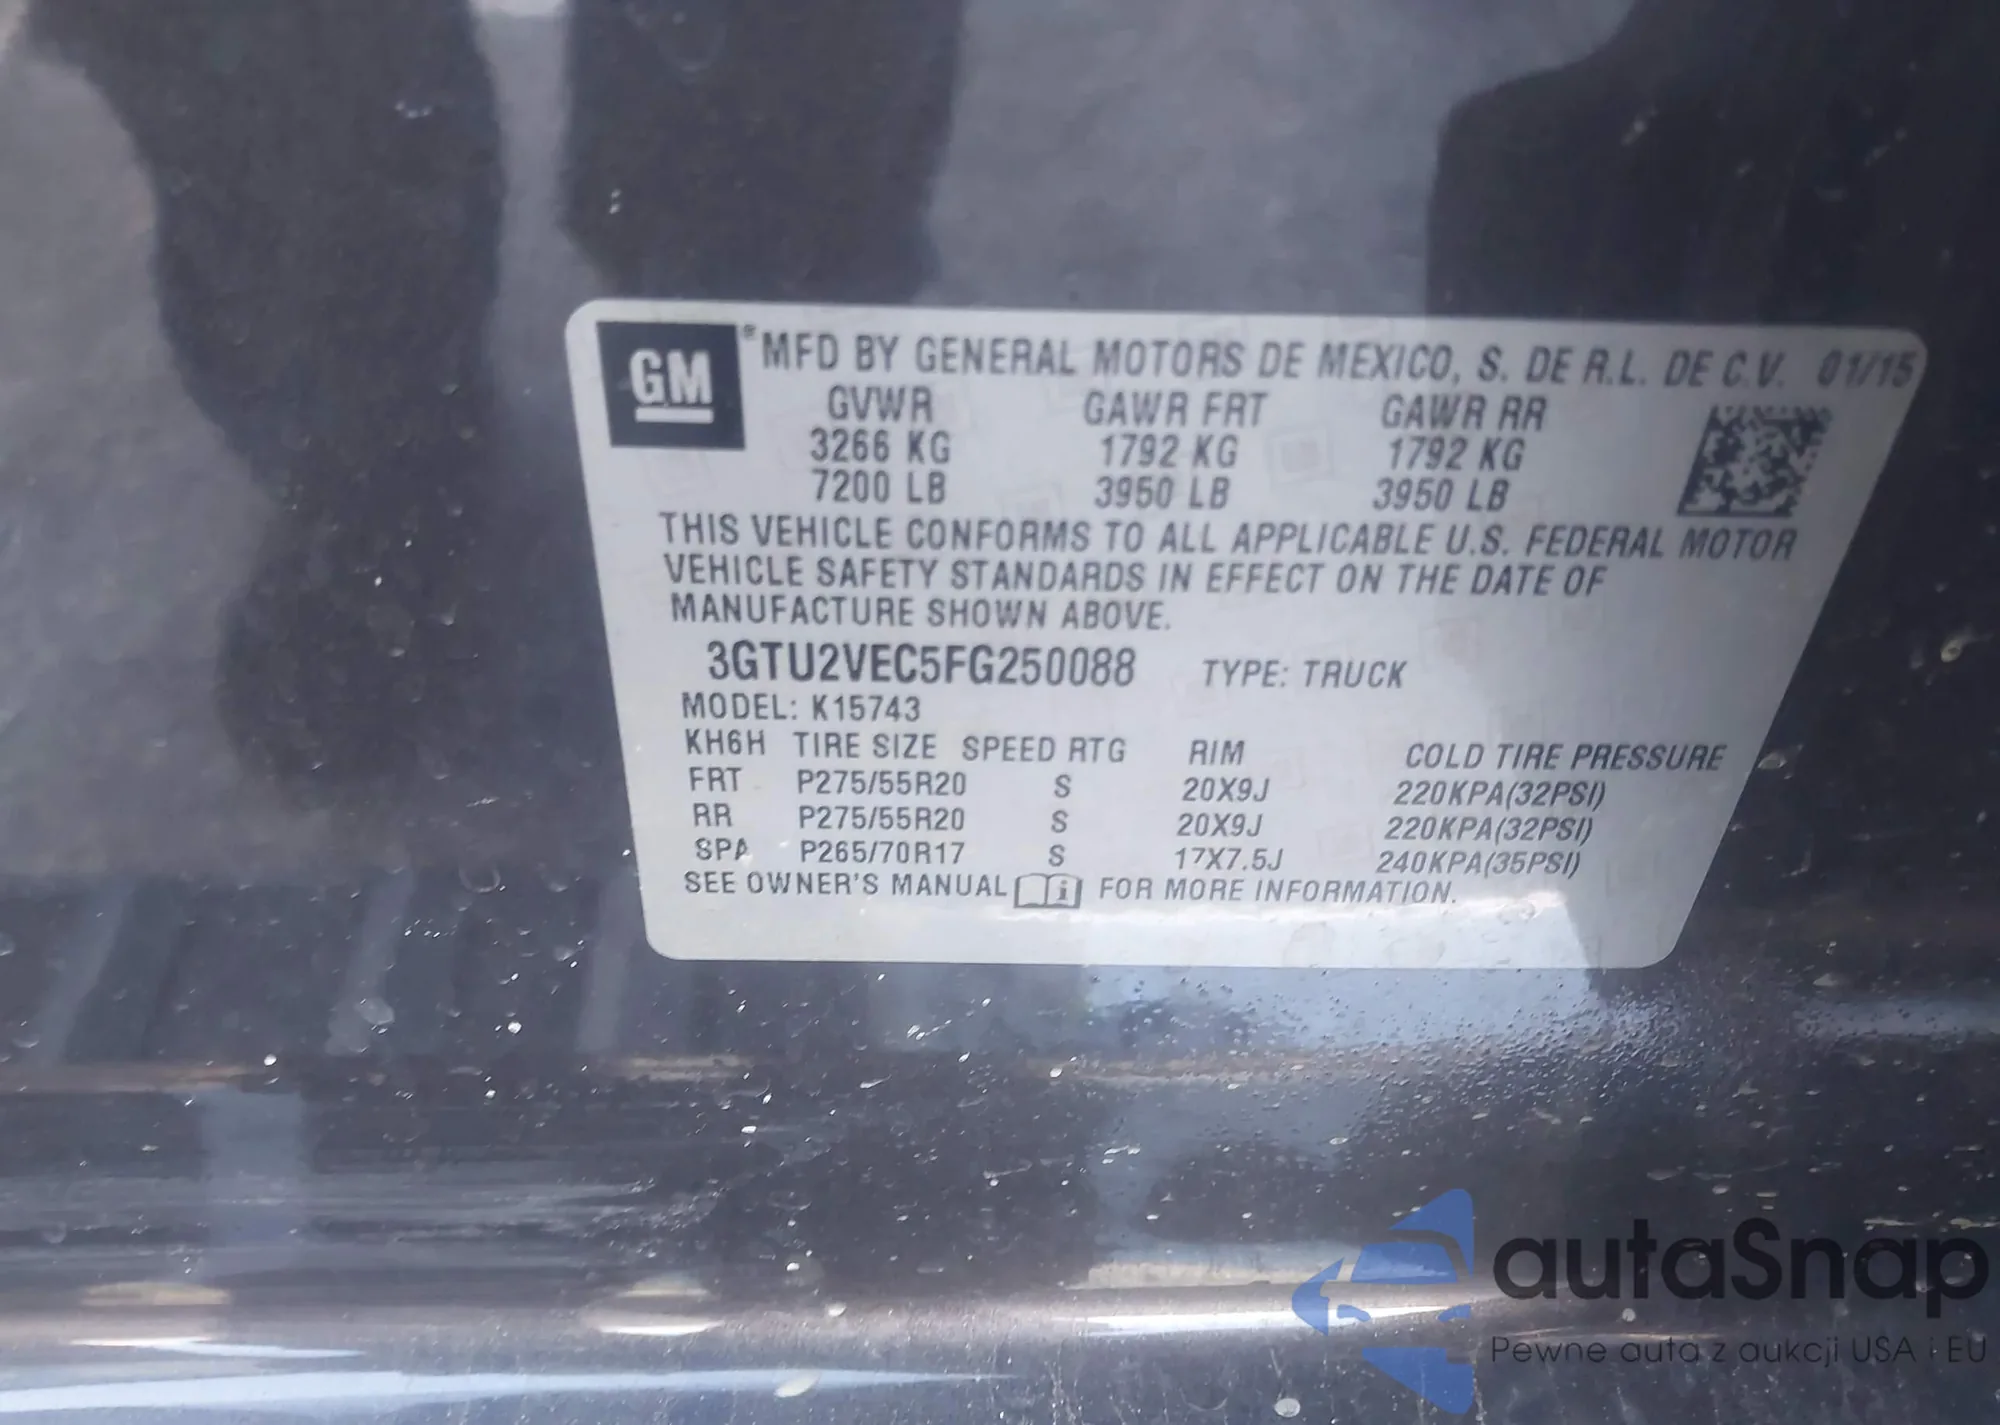 GM
® MFD BY GENERAL MOTORS DE MEXICO, S. DE R.L. DE C.V. 01/15
GVWR GAWR FRT GAWR RR
3266 KG 1792 KG 1792 KG
7200 LB 3950 LB 3950 LB
THIS VEHICLE CONFORMS TO ALL APPLICABLE U.S. FEDERAL MOTOR
VEHICLE SAFETY STANDARDS IN EFFECT ON THE DATE OF
MANUFACTURE SHOWN ABOVE.
3GTU2VEC5FG250088 TYPE: TRUCK
MODEL: K15743
KH6H TIRE SIZE SPEED RTG RIM COLD TIRE PRESSURE
FRT P275/55R20 S 20X9J 220KPA(32PSI)
RR P275/55R20 S 20X9J 220KPA(32PSI)
SPA P265/70R17 S 17X7.5J 240KPA(35PSI)
SEE OWNER'S MANUAL i FOR MORE INFORMATION.
autaSnap
Pewne auta z aukcji USA i EU